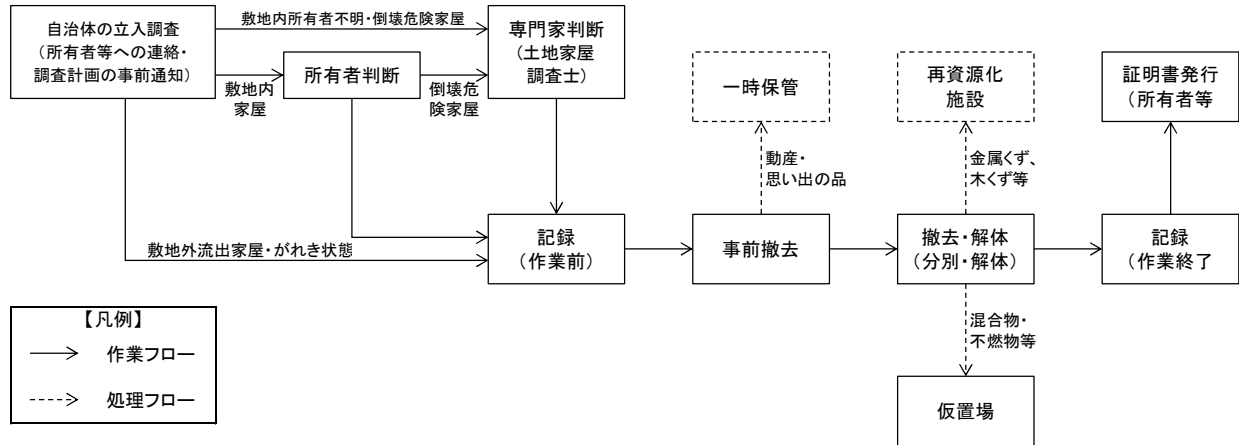 自治体の立入調査
(所有者等への連絡・
調査計画の事前通知)
敷地内所有者不明・倒壊危険家屋
敷地内
家屋
所有者判断
倒壊危
険家屋
専門家判断
(土地家屋
調査士)
敷地外流出家屋・がれき状態
記録
(作業前)
一時保管
動産・
思い出の品
事前撤去
再資源化
施設
金属くず、
木くず等
撤去・解体
(分別・解体)
混合物・
不燃物等
仮置場
証明書発行
(所有者等
記録
(作業終了
【凡例】
作業フロー
処理フロー